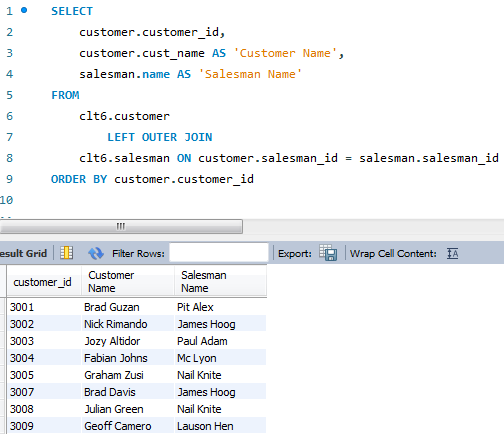 1 SELECT
2 customer.customer_id,
3 customer.cust_name AS 'Customer Name',
4 salesman.name AS 'Salesman Name'
5 FROM
6 clt6.customer
7 LEFT OUTER JOIN
8 clt6.salesman ON customer.salesman_id = salesman.salesman_id
9 ORDER BY customer.customer_id
10
Result Grid Filter Rows: Export: Wrap Cell Content:
customer_id Customer Name Salesman Name
3001 Brad Guzan Pit Alex
3002 Nick Rimando James Hoog
3003 Jozy Altidor Paul Adam
3004 Fabian Johns Mc Lyon
3005 Graham Zusi Nail Knite
3007 Brad Davis James Hoog
3008 Julian Green Nail Knite
3009 Geoff Camero Lauson Hen